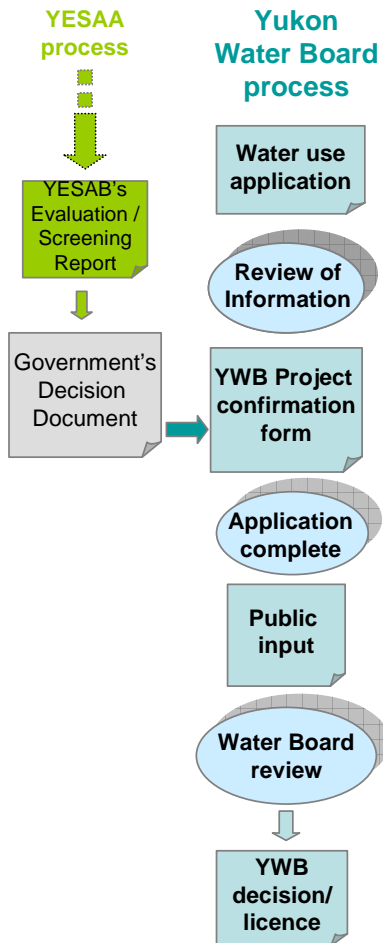 YESAA
process
Yukon
Water Board
process
Water use
application
YESAB's
Evaluation /
Screening
Report
Review of
Information
Government's
Decision
Document
YWB Project
confirmation
form
Application
complete
Public
input
Water Board
review
YWB
decision/
licence